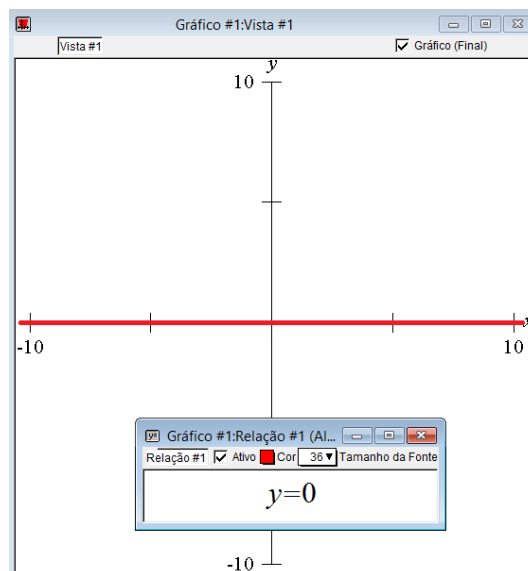 Gráfico #1:Vista #1
Vista #1 Gráfico (Final)
y
10
x
-10 10
Gráfico #1:Relação #1 (Al...
Relação #1 Ativo Cor 36 Tamanho da Fonte
y=0
-10